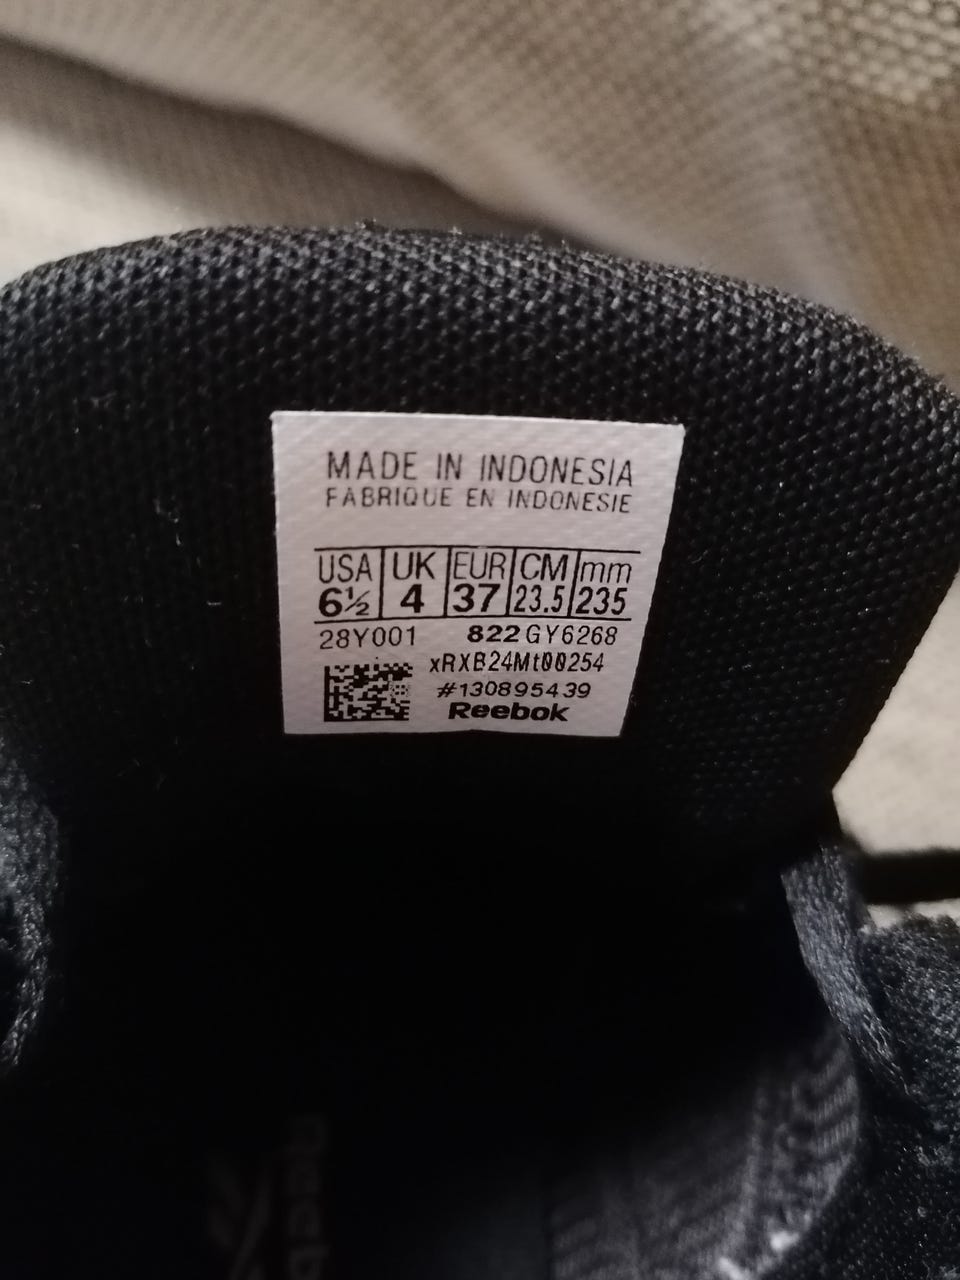 MADE IN INDONESIA
FABRIQUE EN INDONESIE
USA UK EUR CM mm
6½ 4 37 23.5 235
28Y001 822 GY6268
xRXB24Mt00254
#130895439
Reebok